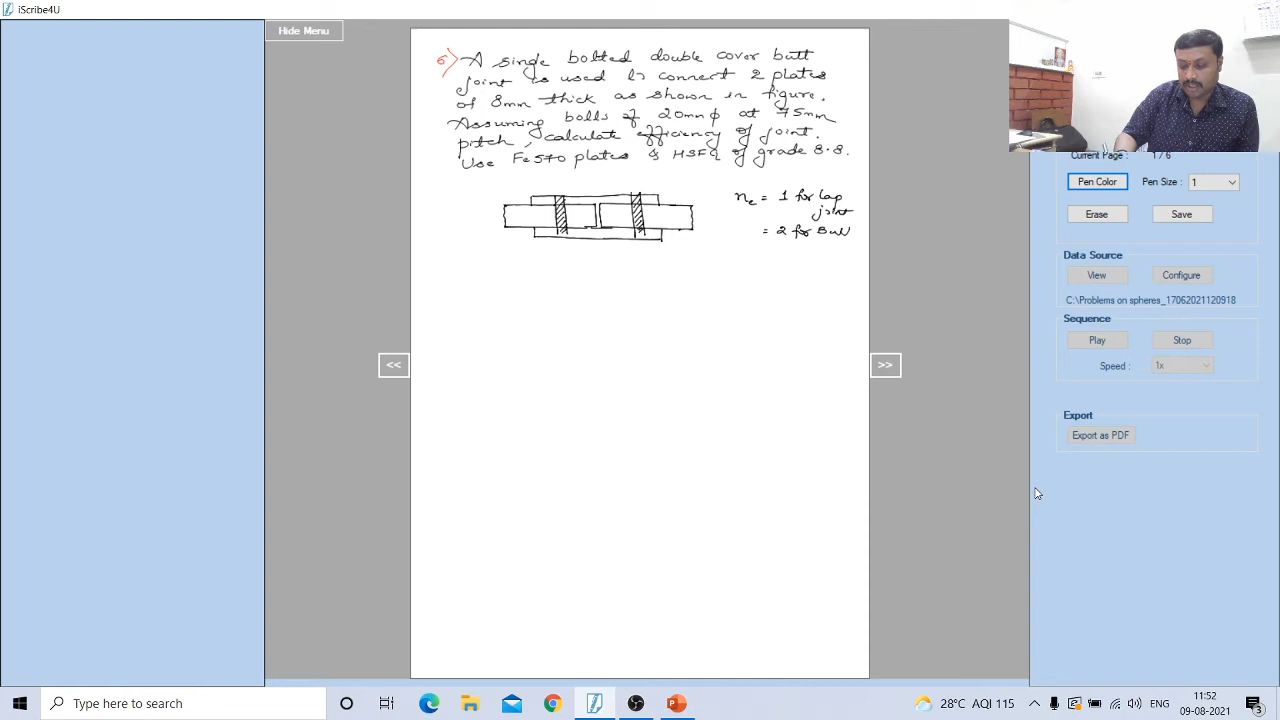 iScribe4U
Hide Menu
6) A single bolted double cover butt
joint is used to connect 2 plates
of 8mm thick as shown in figure.
Assuming bolts of 20mm ϕ at 75mm
pitch, calculate efficiency of joint.
Use Fe570 plates & HSFG of grade 8.8.
ne = 1 for lap
joint
= 2 for Butt
<<
>>
Current Page : 1 / 6
Pen Color Pen Size : 1
Erase Save
Data Source
View Configure
C:\Problems on spheres_17062021120918
Sequence
Play Stop
Speed : 1x
Export
Export as PDF
Type here to search
28°C AQI 115
ENG
11:52
09-08-2021
3